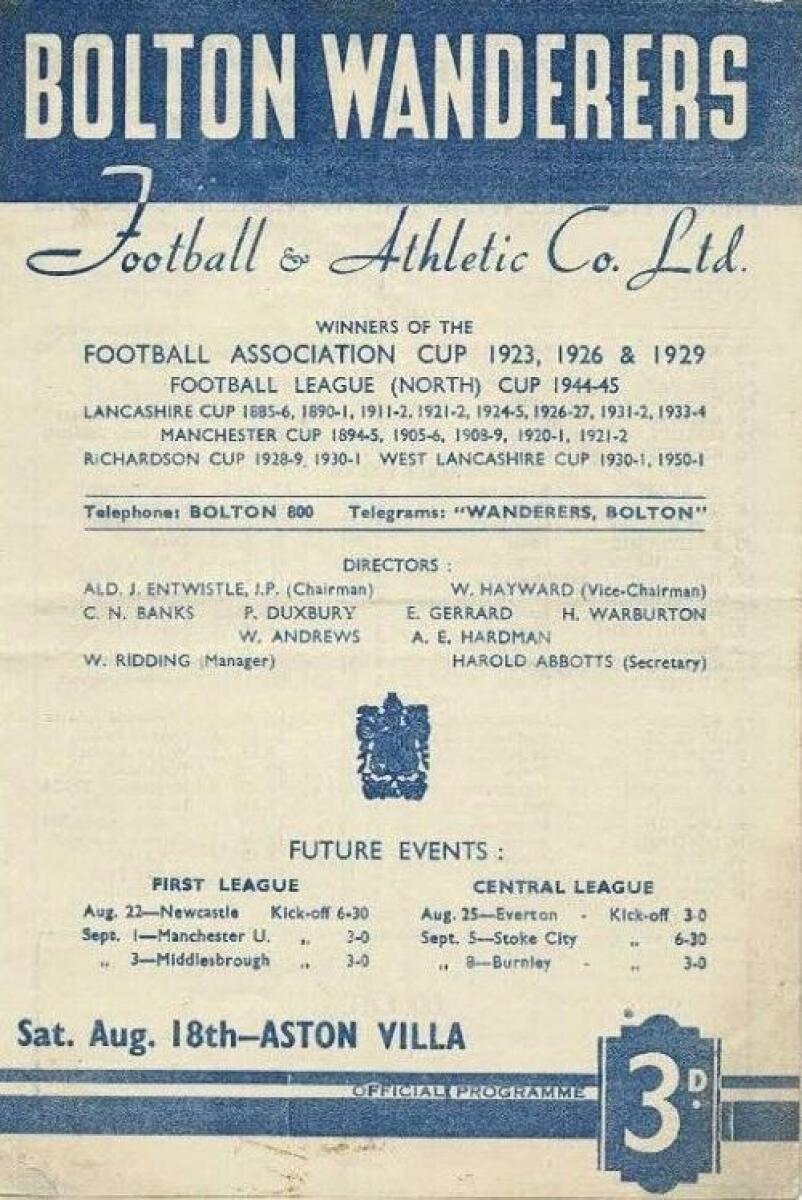 BOLTON WANDERERS
Football & Athletic Co. Ltd.
WINNERS OF THE
FOOTBALL ASSOCIATION CUP 1923, 1926 & 1929
FOOTBALL LEAGUE (NORTH) CUP 1944-45
LANCASHIRE CUP 1885-6, 1890-1, 1911-2, 1921-2, 1924-5, 1926-27, 1931-2, 1933-4
MANCHESTER CUP 1894-5, 1905-6, 1908-9, 1920-1, 1921-2
RICHARDSON CUP 1928-9, 1930-1 WEST LANCASHIRE CUP 1930-1, 1950-1
Telephone: BOLTON 800 Telegrams: "WANDERERS, BOLTON"
DIRECTORS :
ALD. J. ENTWISTLE, J.P. (Chairman) W. HAYWARD (Vice-Chairman)
C. N. BANKS P. DUXBURY E. GERRARD H. WARBURTON
W. ANDREWS A. E. HARDMAN
W. RIDDING (Manager) HAROLD ABBOTTS (Secretary)
FUTURE EVENTS :
FIRST LEAGUE CENTRAL LEAGUE
Aug. 22—Newcastle Kick-off 6-30 Aug. 25—Everton - Kick-off 3-0
Sept. 1—Manchester U. ,, 3-0 Sept. 5—Stoke City ,, 6-30
,, 3—Middlesbrough ,, 3-0 ,, 8—Burnley - ,, 3-0
Sat. Aug. 18th—ASTON VILLA
OFFICIAL PROGRAMME
3D.